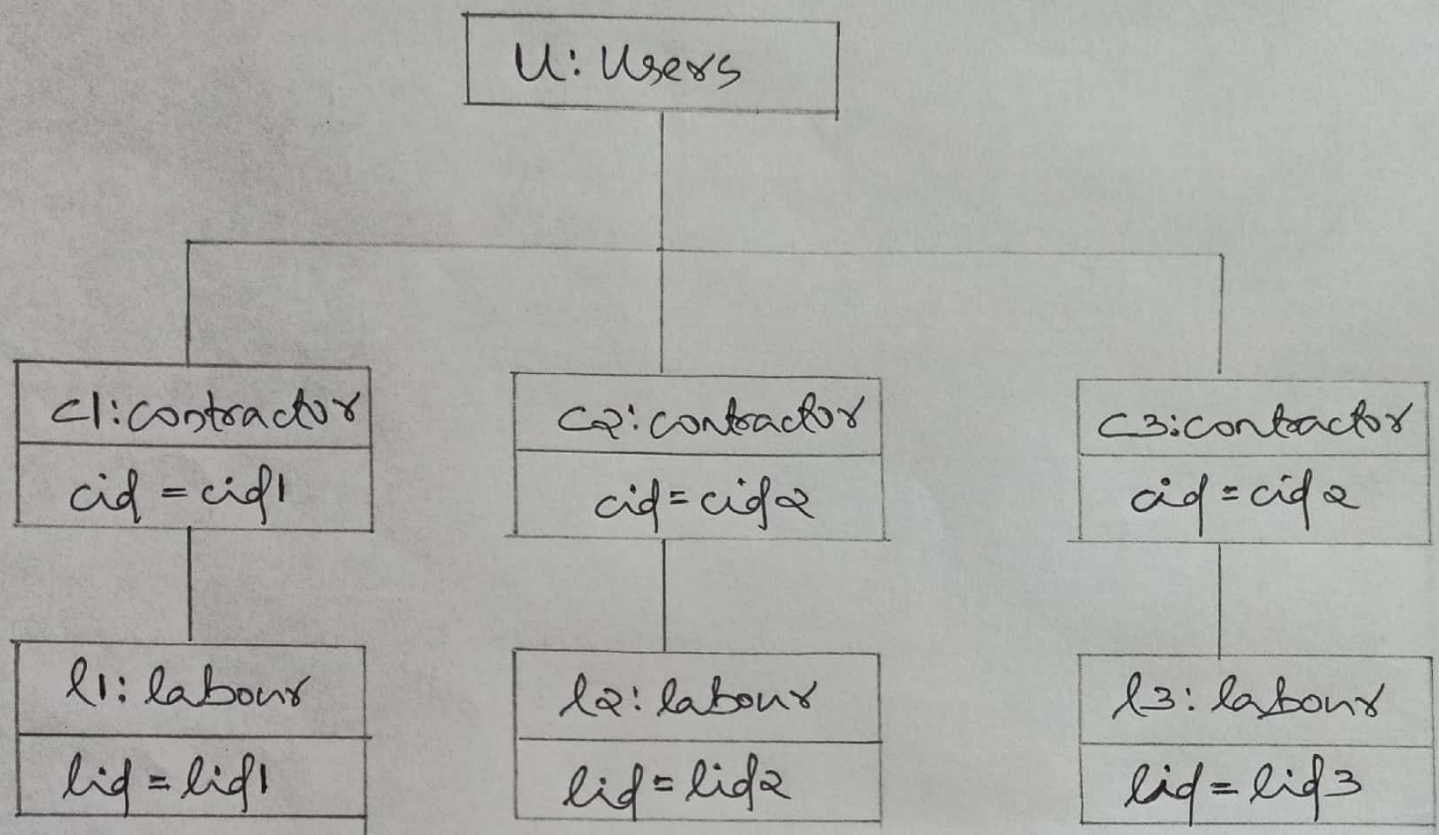 U: Users
C1: contractor
cid = cid1
C2: contractor
cid = cid2
C3: contractor
cid = cid2
l1: labour
lid = lid1
l2: labour
lid = lid2
l3: labour
lid = lid3